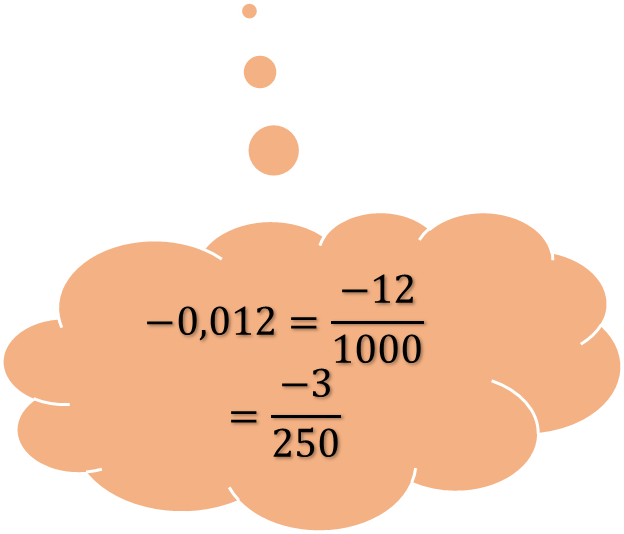 −0,012 = −12/1000
= −3/250